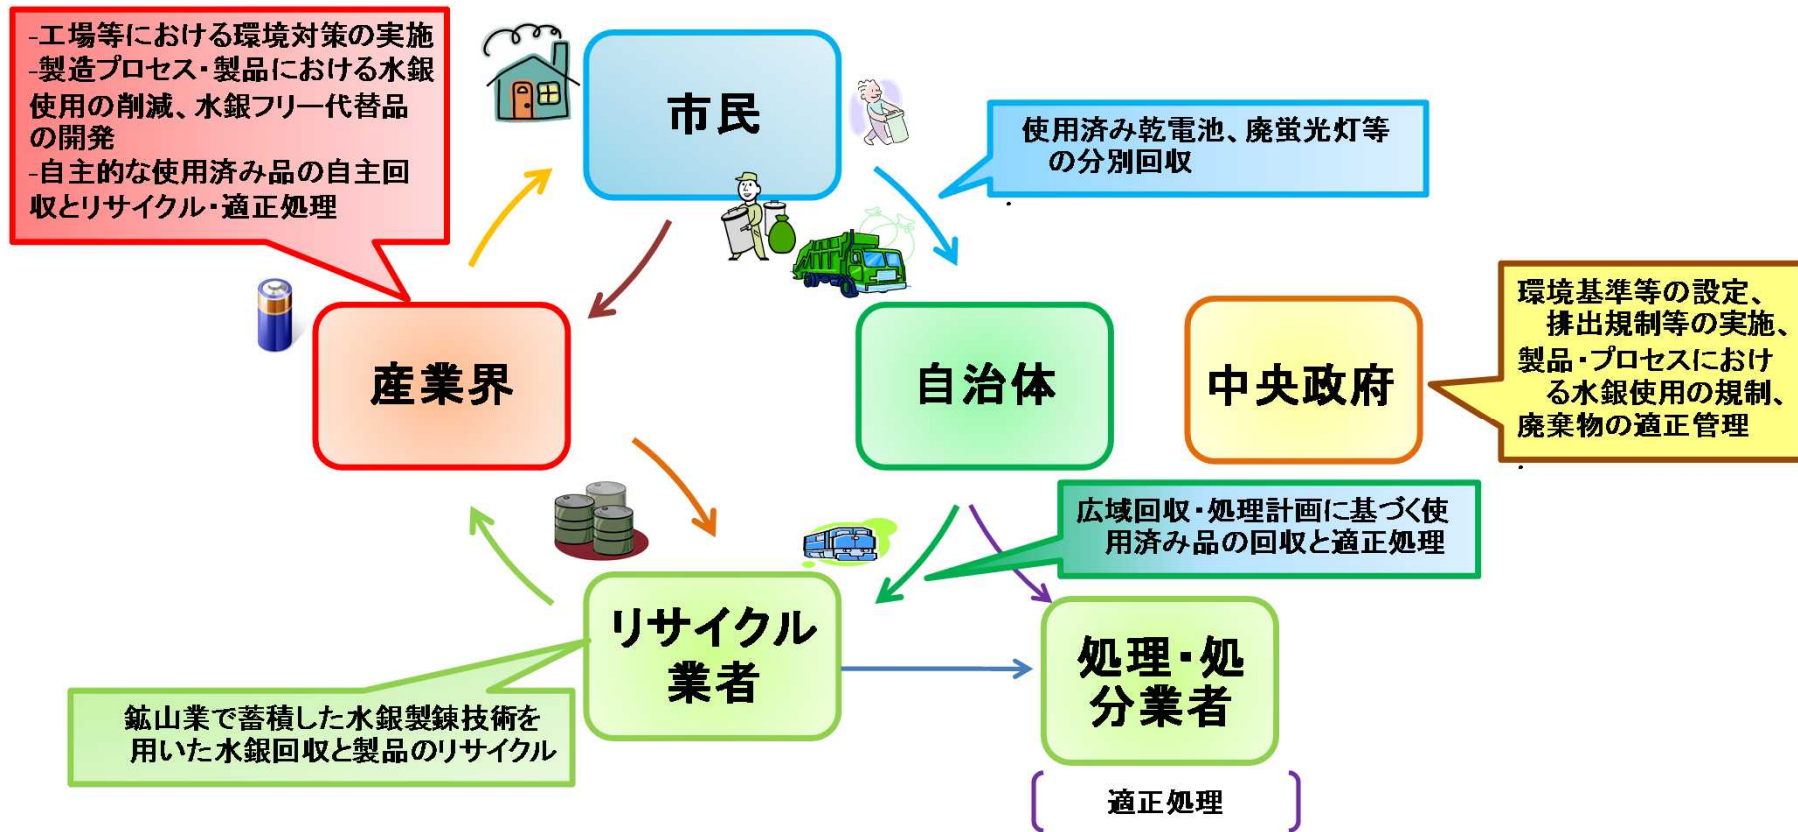 -工場等における環境対策の実施
-製造プロセス・製品における水銀
使用の削減、水銀フリー代替品
の開発
-自主的な使用済み品の自主回
収とリサイクル・適正処理
市民
使用済み乾電池、廃蛍光灯等
の分別回収
.
産業界
自治体
中央政府
環境基準等の設定、
排出規制等の実施、
製品・プロセスにおけ
る水銀使用の規制、
廃棄物の適正管理
.
広域回収・処理計画に基づく使
用済み品の回収と適正処理
リサイクル
業者
処理・処
分業者
鉱山業で蓄積した水銀製錬技術を
用いた水銀回収と製品のリサイクル
適正処理